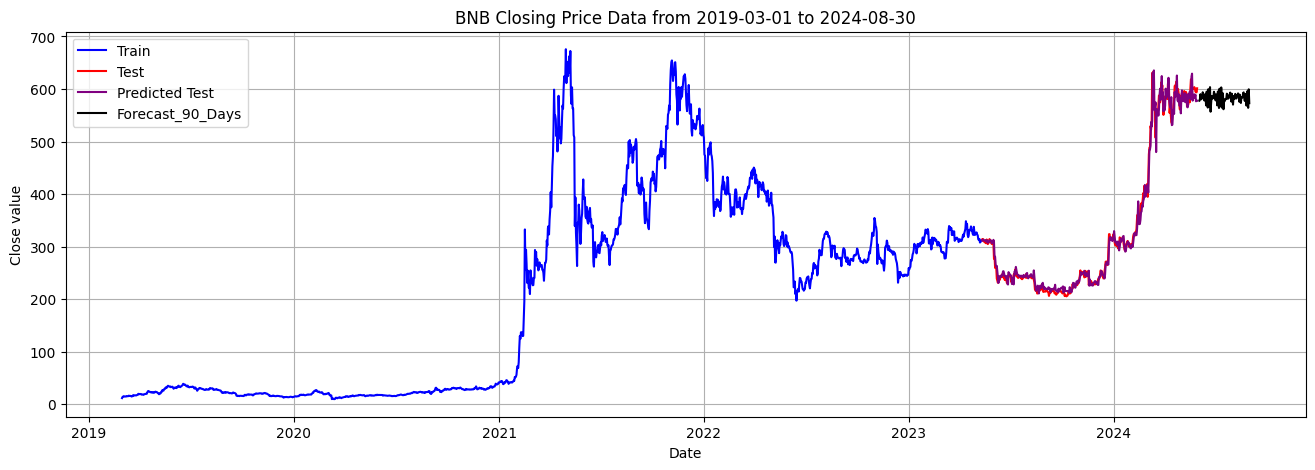 BNB Closing Price Data from 2019-03-01 to 2024-08-30
Train
Test
Predicted Test
Forecast_90_Days
Close value
700
600
500
400
300
200
100
0
2019 2020 2021 2022 2023 2024
Date